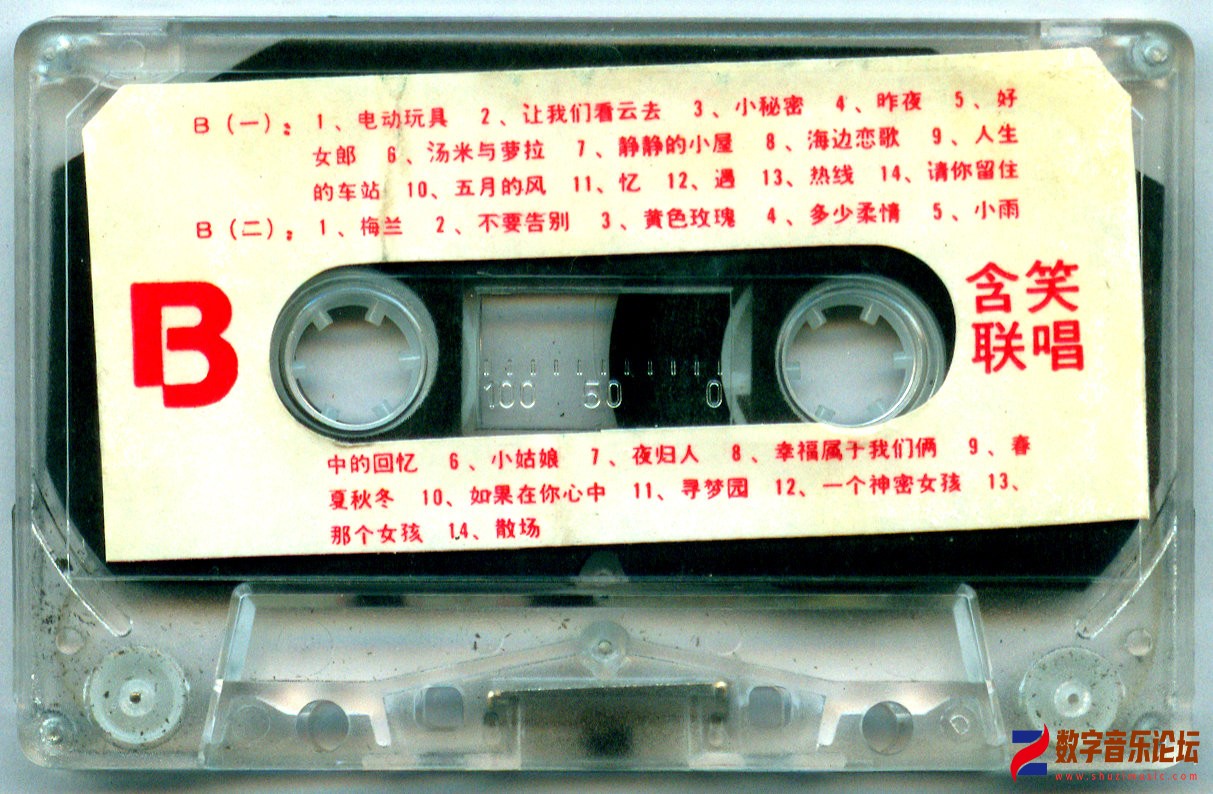 B（一）：1、电动玩具 2、让我们看云去 3、小秘密 4、昨夜 5、好
女郎 6、汤米与萝拉 7、静静的小屋 8、海边恋歌 9、人生
的车站 10、五月的风 11、忆 12、遇 13、热线 14、请你留住
B（二）：1、梅兰 2、不要告别 3、黄色玫瑰 4、多少柔情 5、小雨
B
含笑
联唱
100 50 0
中的回忆 6、小姑娘 7、夜归人 8、幸福属于我们俩 9、春
夏秋冬 10、如果在你心中 11、寻梦园 12、一个神密女孩 13、
那个女孩 14、散场
数字音乐论坛
www.shuzimusic.com